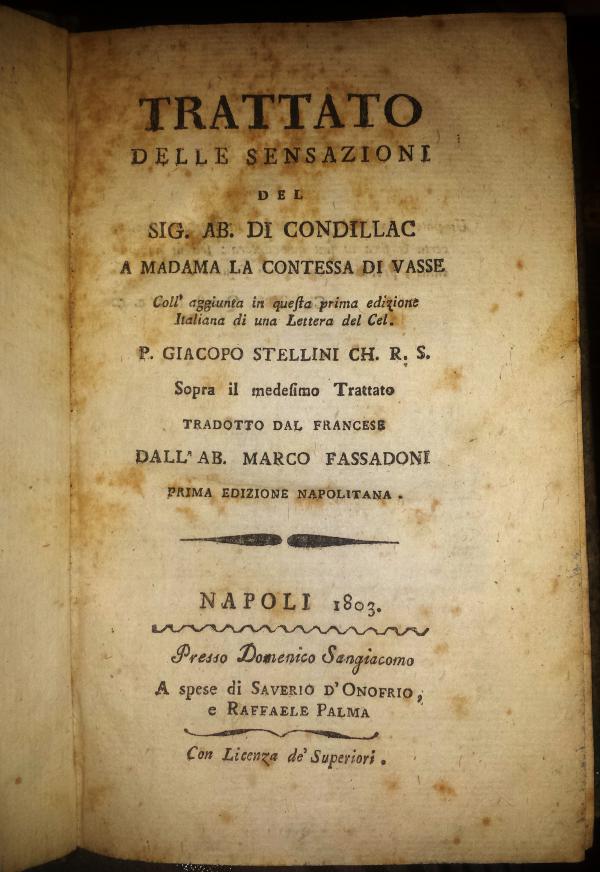 TRATTATO
DELLE SENSAZIONI
DEL
SIG. AB. DI CONDILLAC
A MADAMA LA CONTESSA DI VASSE
Coll' aggiunta in queſta prima edizione
Italiana di una Lettera del Cel.
P. GIACOPO STELLINI CH. R. S.
Sopra il medeſimo Trattato
TRADOTTO DAL FRANCESE
DALL' AB. MARCO FASSADONI
PRIMA EDIZIONE NAPOLITANA.
NAPOLI 1803.
Presso Domenico Sangiacomo
A spese di SAVERIO D'ONOFRIO,
e RAFFAELE PALMA
Con Licenza de' Superiori.